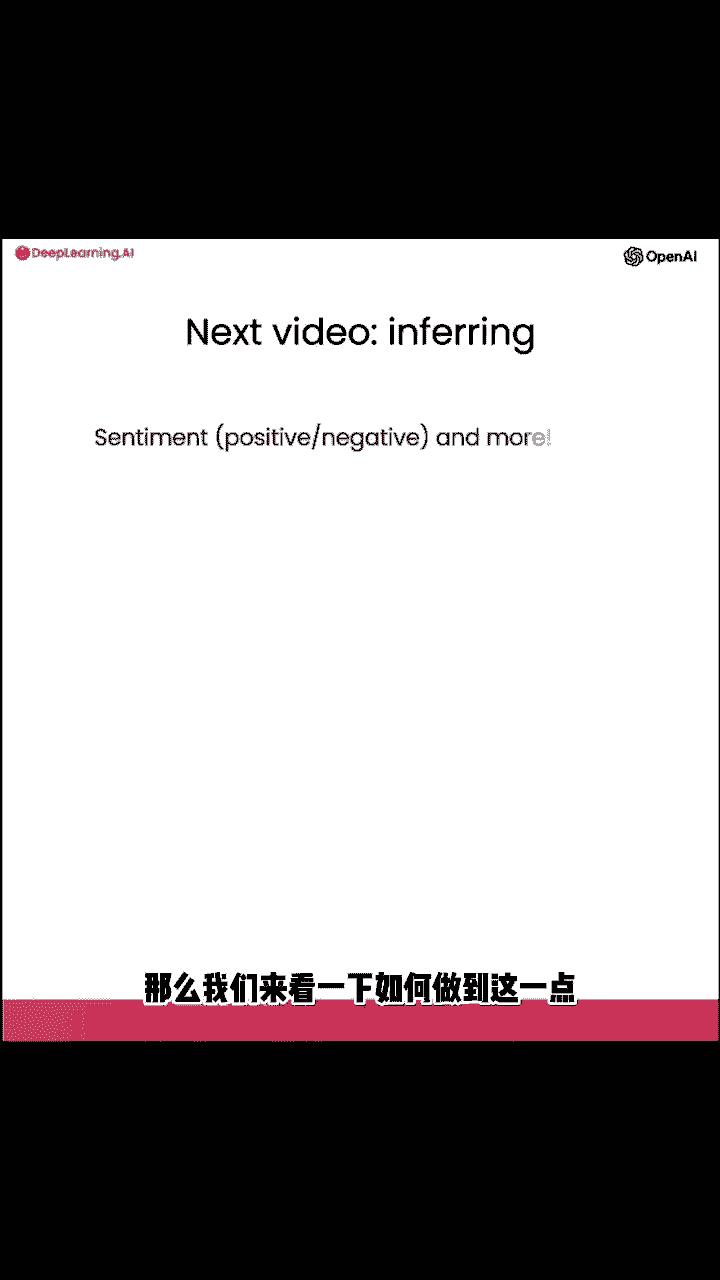 DeepLearning.AI
OpenAI
Next video: inferring
Sentiment (positive/negative) and more!
那么我们来看一下如何做到这一点